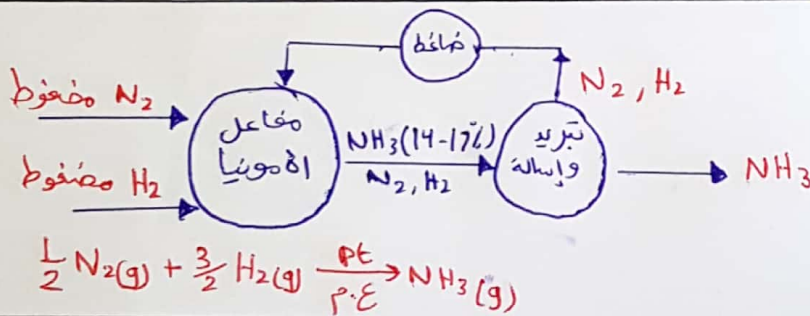 ضاغط
N₂ , H₂
N₂ مضغوط
H₂ مضغوط
مفاعل
الأمونيا
NH₃(14-17%)
N₂, H₂
تبريد
وإسالة
NH₃
½ N₂(g) + 3/2 H₂(g) —pt/ع.م→ NH₃(g)